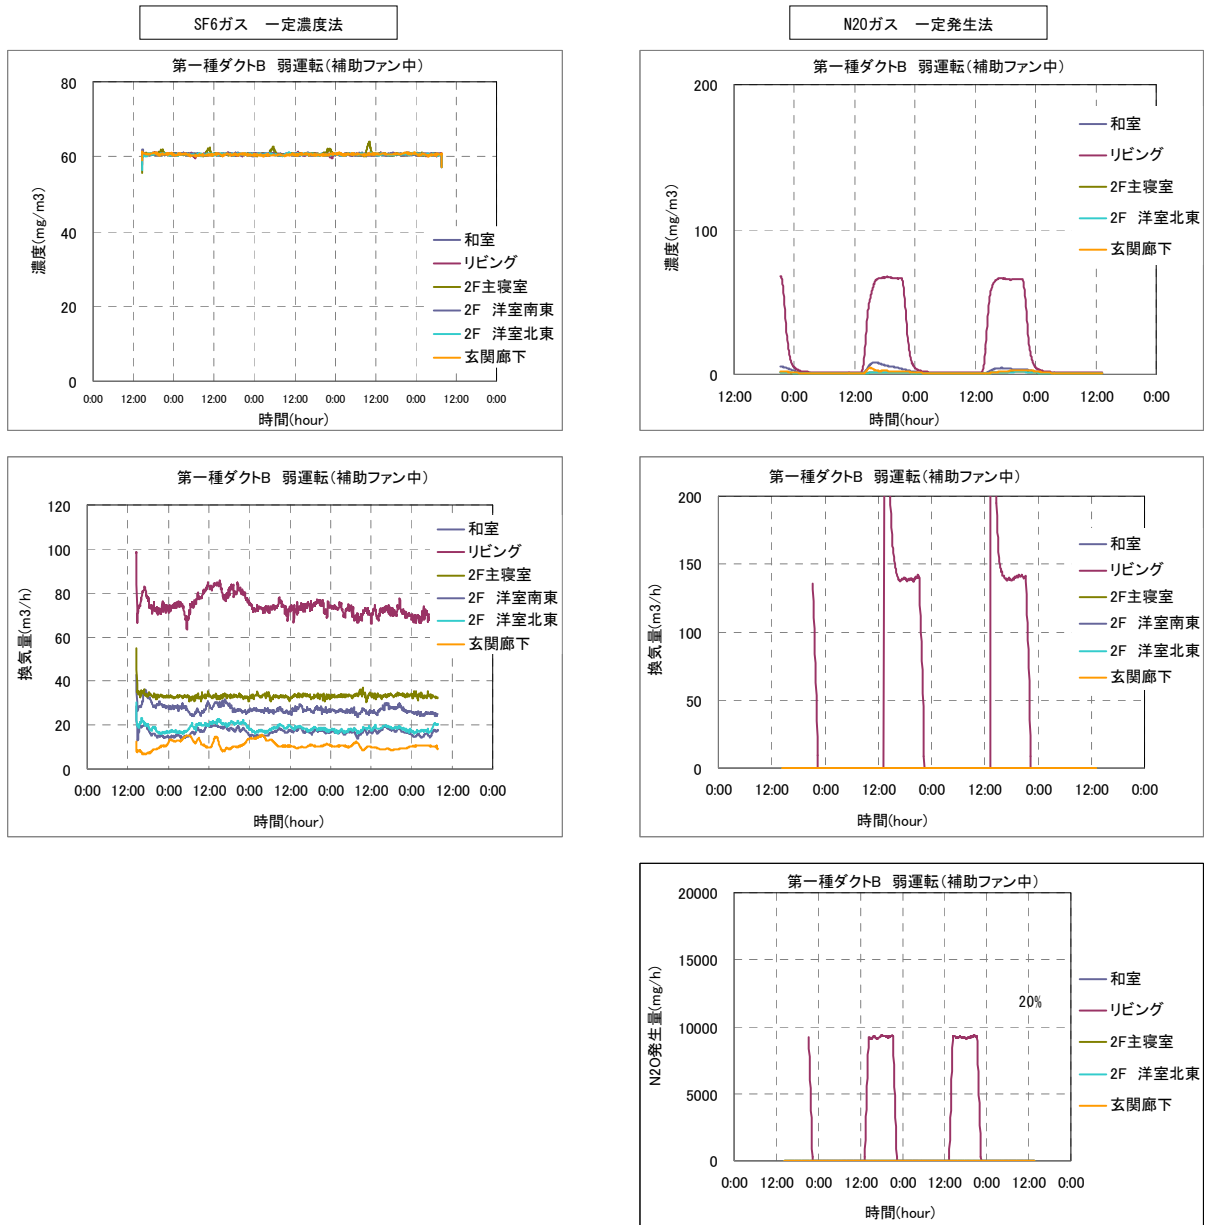 SF6ガス　一定濃度法
第一種ダクトB　弱運転(補助ファン中)
80
60
40
20
0
濃度(mg/m3)
和室
リビング
2F主寝室
2F　洋室南東
2F　洋室北東
玄関廊下
0:00 12:00 0:00 12:00 0:00 12:00 0:00 12:00 0:00 12:00 0:00
時間(hour)
第一種ダクトB　弱運転(補助ファン中)
120
100
80
60
40
20
0
換気量(m3/h)
和室
リビング
2F主寝室
2F　洋室南東
2F　洋室北東
玄関廊下
0:00 12:00 0:00 12:00 0:00 12:00 0:00 12:00 0:00 12:00 0:00
時間(hour)
N2Oガス　一定発生法
第一種ダクトB　弱運転(補助ファン中)
200
100
0
濃度(mg/m3)
和室
リビング
2F主寝室
2F　洋室北東
玄関廊下
12:00 0:00 12:00 0:00 12:00 0:00 12:00 0:00
時間(hour)
第一種ダクトB　弱運転(補助ファン中)
200
150
100
50
0
換気量(m3/h)
和室
リビング
2F主寝室
2F　洋室南東
2F　洋室北東
玄関廊下
0:00 12:00 0:00 12:00 0:00 12:00 0:00 12:00 0:00
時間(hour)
第一種ダクトB　弱運転(補助ファン中)
20000
15000
10000
5000
0
N2O発生量(mg/h)
20%
和室
リビング
2F主寝室
2F　洋室北東
玄関廊下
0:00 12:00 0:00 12:00 0:00 12:00 0:00 12:00 0:00
時間(hour)